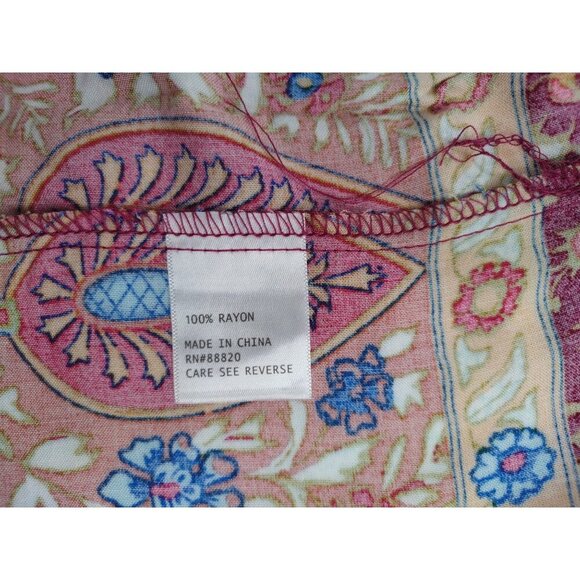 100% RAYON
MADE IN CHINA
RN#88820
CARE SEE REVERSE